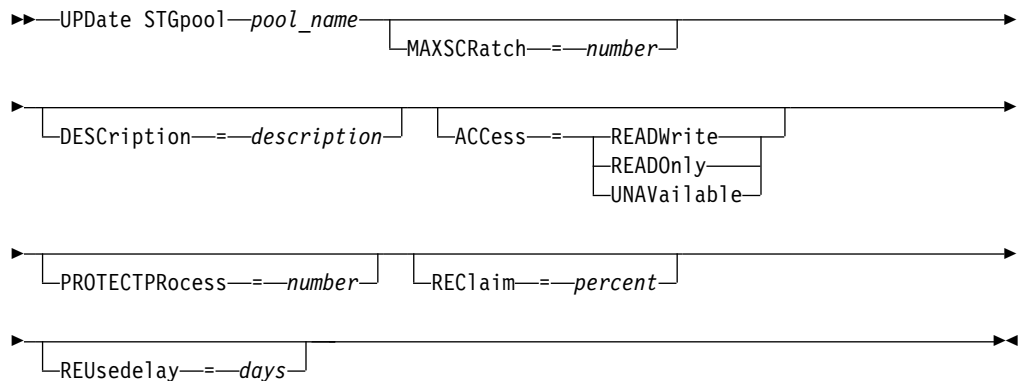 UPDate STGpool pool_name
MAXSCRatch = number
DESCription = description ACCess = READWrite
READOnly
UNAVailable
PROTECTPRocess = number REClaim = percent
REUsedelay = days